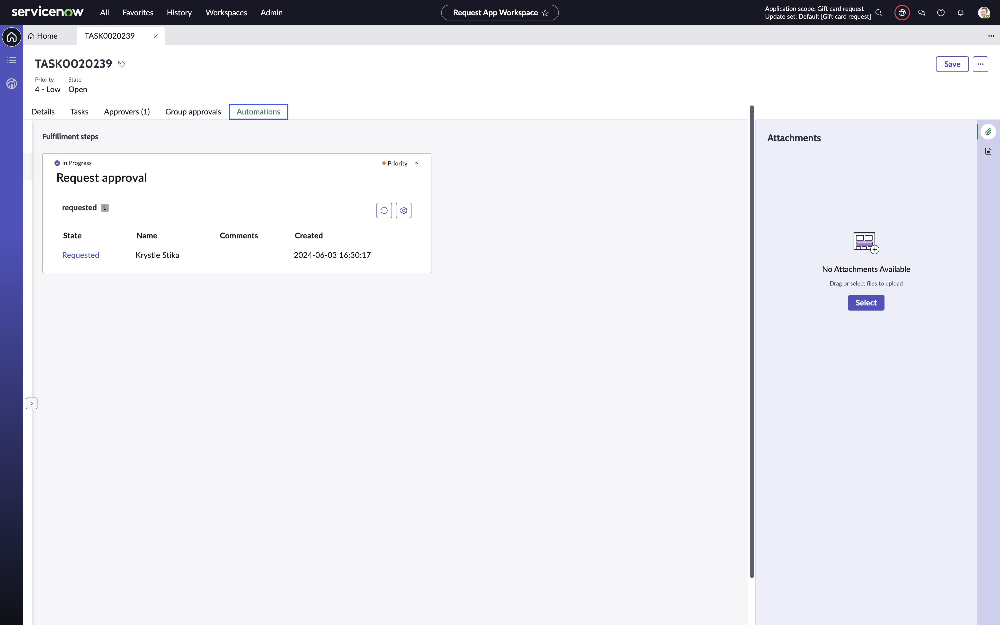 servicenow All Favorites History Workspaces Admin Request App Workspace Application scope: Gift card request
Update set: Default [Gift card request]
Home TASK0020239
TASK0020239
Save
Priority State
4 - Low Open
Details Tasks Approvers (1) Group approvals Automations
Fulfillment steps
Attachments
In Progress Priority
Request approval
requested 1
State Name Comments Created
Requested Krystle Stika 2024-06-03 16:30:17
No Attachments Available
Drag or select files to upload
Select